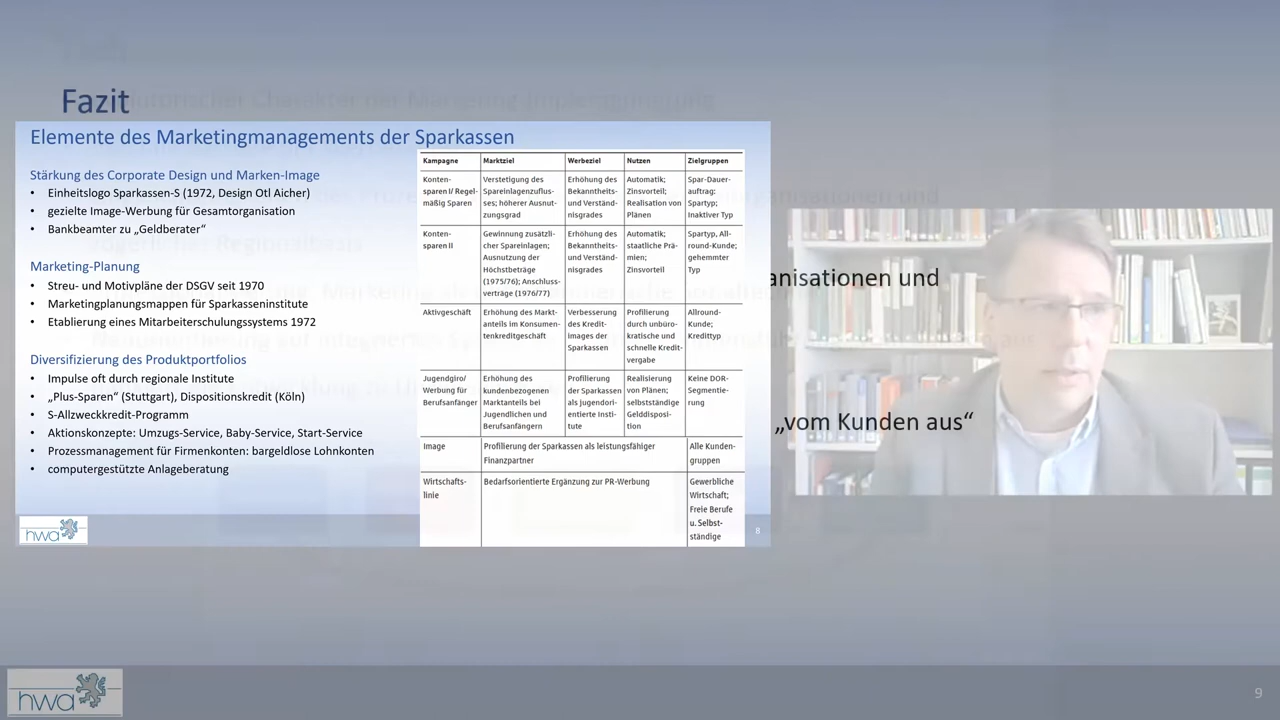 Fazit
Elemente des Marketingmanagements der Sparkassen
Stärkung des Corporate Design und Marken-Image
• Einheitslogo Sparkassen-S (1972, Design Otl Aicher)
• gezielte Image-Werbung für Gesamtorganisation
• Bankbeamter zu „Geldberater“
Marketing-Planung
• Streu- und Motivpläne der DSGV seit 1970
• Marketingplanungsmappen für Sparkasseninstitute
• Etablierung eines Mitarbeiterschulungssystems 1972
Diversifizierung des Produktportfolios
• Impulse oft durch regionale Institute
• „Plus-Sparen“ (Stuttgart), Dispositionskredit (Köln)
• S-Allzweckkredit-Programm
• Aktionskonzepte: Umzugs-Service, Baby-Service, Start-Service
• Prozessmanagement für Firmenkonten: bargeldlose Lohnkonten
• computergestützte Anlageberatung
Kampagne Marktziel Werbeziel Nutzen Zielgruppen
Konten- Verstetigung des Erhöhung des Automatik; Spar-Dauer-
sparen I/ Regel- Spareinlagenzuflus- Bekanntheits- Zinsvorteil; auftrag:
mäßig Sparen ses; höherer Ausnut- und Verständ- Realisation von Spartyp;
zungsgrad nisgrades Plänen Inaktiver Typ
Konten- Gewinnung zusätzli- Erhöhung des Automatik; Spartyp, All-
sparen II cher Spareinlagen; Bekanntheits- staatliche Prä- round-Kunde;
Ausnutzung der und Verständ- mien; gehemmter
Höchstbeträge nisgrades Zinsvorteil Typ
(1975/76); Anschluss-
verträge (1976/77)
Aktivgeschäft Erhöhung des Markt- Verbesserung Profilierung Allround-
anteils im Konsumen- des Kredit- durch unbüro- Kunde;
tenkreditgeschäft Images der kratische und Kredittyp
Sparkassen schnelle Kredit-
vergabe
Jugendgiro/ Erhöhung des Profilierung Realisierung Keine DOR-
Werbung für kundenbezogenen der Sparkassen von Plänen; Segmentie-
Berufsanfänger Marktanteils bei als jugendori- selbstständige rung
Jugendlichen und entierte Insti- Gelddisposi-
Berufsanfängern tute tion
Image Profilierung der Sparkassen als leistungsfähiger Alle Kunden-
Finanzpartner gruppen
Wirtschafts- Bedarfsorientierte Ergänzung zur PR-Werbung Gewerbliche
linie Wirtschaft;
Freie Berufe
u. Selbst-
ständige
hwa 8
anisationen und
„vom Kunden aus“
hwa 9